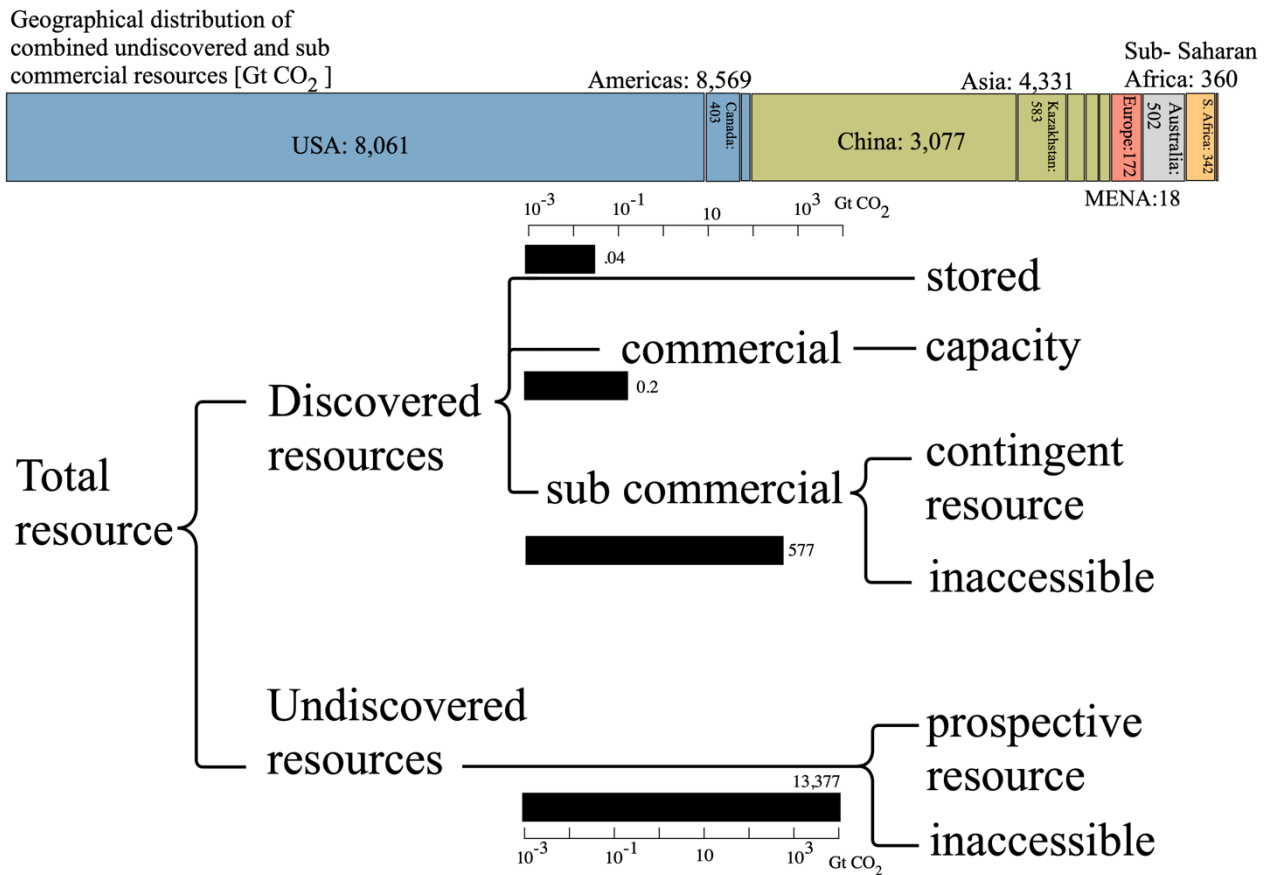 Geographical distribution of
combined undiscovered and sub
commercial resources [Gt CO2 ]
Americas: 8,569
Asia: 4,331
Sub- Saharan
Africa: 360
USA: 8,061
Canada:
403
China: 3,077
Kazakhstan:
583
Europe:172
Australia:
502
S. Africa: 342
MENA:18
10-3 10-1 10 103 Gt CO2
.04
stored
commercial
capacity
0.2
Discovered
resources
sub commercial
contingent
resource
577
inaccessible
Total
resource
Undiscovered
resources
prospective
resource
13,377
inaccessible
10-3 10-1 10 103 Gt CO2